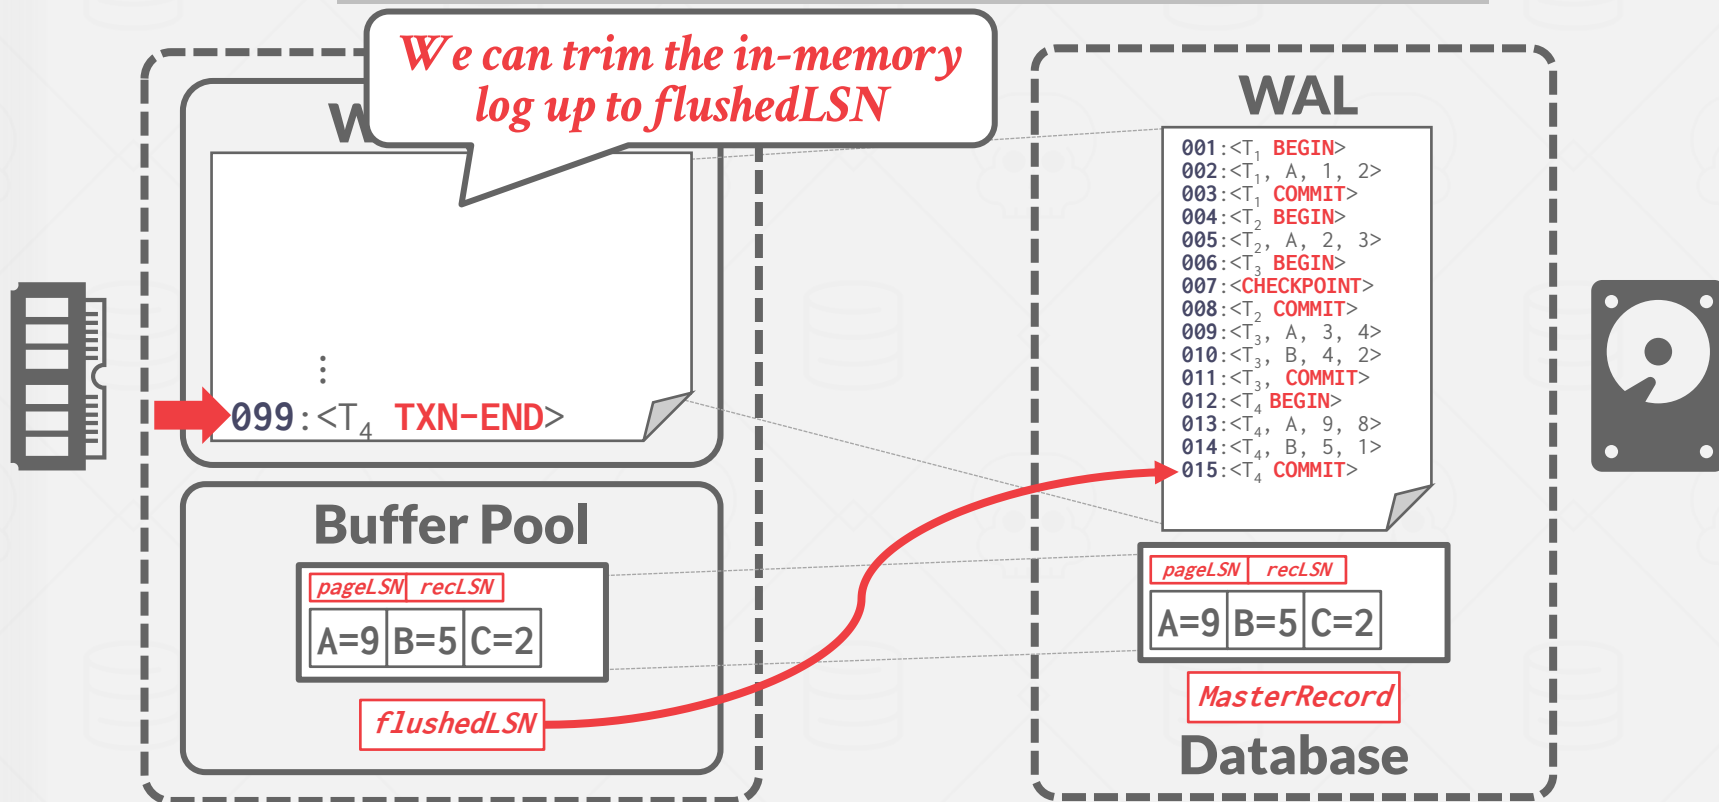 We can trim the in-memory
log up to flushedLSN
W
⋮
099:<T4 TXN-END>
Buffer Pool
pageLSN recLSN
A=9 B=5 C=2
flushedLSN
WAL
001:<T1 BEGIN>
002:<T1, A, 1, 2>
003:<T1 COMMIT>
004:<T2 BEGIN>
005:<T2, A, 2, 3>
006:<T3 BEGIN>
007:<CHECKPOINT>
008:<T2 COMMIT>
009:<T3, A, 3, 4>
010:<T3, B, 4, 2>
011:<T3, COMMIT>
012:<T4 BEGIN>
013:<T4, A, 9, 8>
014:<T4, B, 5, 1>
015:<T4 COMMIT>
pageLSN recLSN
A=9 B=5 C=2
MasterRecord
Database